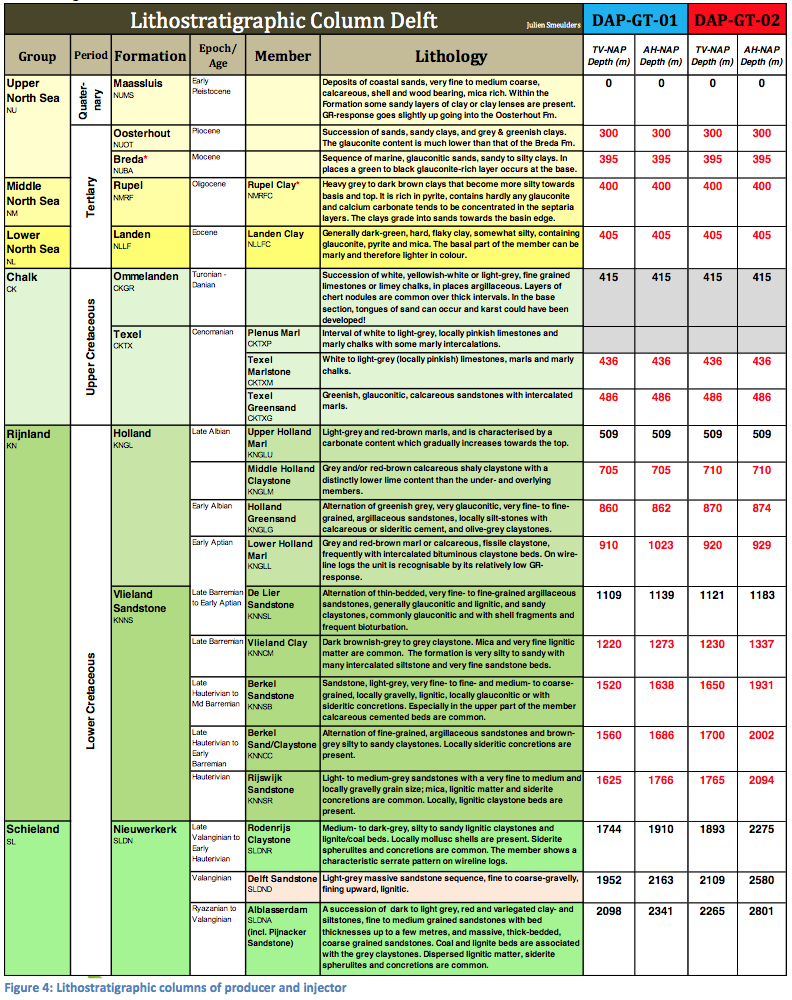 Lithostratigraphic Column Delft
Julien Smeulders
DAP-GT-01
DAP-GT-02
Group
Period
Formation
Epoch/
Age
Member
Lithology
TV-NAP
Depth (m)
AH-NAP
Depth (m)
TV-NAP
Depth (m)
AH-NAP
Depth (m)
Upper
North Sea
NU
Quater-
nary
Maassluis
NUMS
Early
Pleistocene
Deposits of coastal sands, very fine to medium coarse,
calcareous, shell and wood bearing, mica rich. Within the
Formation some sandy layers of clay or clay lenses are present.
GR-response goes slightly up going into the Oosterhout Fm.
0 0 0 0
Tertiary
Oosterhout
NUOT
Pliocene
Succession of sands, sandy clays, and grey & greenish clays.
The glauconite content is much lower than that of the Breda Fm.
300 300 300 300
Breda*
NUBA
Miocene
Sequence of marine, glauconitic sands, sandy to silty clays. In
places a green to black glauconite-rich layer occurs at the base.
395 395 395 395
Middle
North Sea
NM
Rupel
NMRF
Oligocene
Rupel Clay*
NMRFC
Heavy grey to dark brown clays that become more silty towards
basis and top. It is rich in pyrite, contains hardly any glauconite
and calcium carbonate tends to be concentrated in the septaria
layers. The clays grade into sands towards the basin edge.
400 400 400 400
Lower
North Sea
NL
Landen
NLLF
Eocene
Landen Clay
NLLFC
Generally dark-green, hard, flaky clay, somewhat silty, containing
glauconite, pyrite and mica. The basal part of the member can be
marly and therefore lighter in colour.
405 405 405 405
Chalk
CK
Upper Cretaceous
Ommelanden
CKGR
Turonian -
Danian
Succession of white, yellowish-white or light-grey, fine grained
limestones or limey chalks, in places argillaceous. Layers of
chert nodules are common over thick intervals. In the base
section, tongues of sand can occur and karst could have been
developed!
415 415 415 415
Texel
CKTX
Cenomanian
Plenus Marl
CKTXP
Interval of white to light-grey, locally pinkish limestones and
marly chalks with some marly intercalations.
Texel
Marlstone
CKTXM
White to light-grey (locally pinkish) limestones, marls and marly
chalks.
436 436 436 436
Texel
Greensand
CKTXG
Greenish, glauconitic, calcareous sandstones with intercalated
marls.
486 486 486 486
Rijnland
KN
Lower Cretaceous
Holland
KNGL
Late Albian
Upper Holland
Marl
KNGLU
Light-grey and red-brown marls, and is characterised by a
carbonate content which gradually increases towards the top.
509 509 509 509
Middle Holland
Claystone
KNGLM
Grey and/or red-brown calcareous shaly claystone with a
distinctly lower lime content than the under- and overlying
members.
705 705 710 710
Early Albian
Holland
Greensand
KNGLG
Alternation of greenish grey, very glauconitic, very fine- to fine-
grained, argillaceous sandstones, locally silt-stones with
calcareous or sideritic cement, and olive-grey claystones.
860 862 870 874
Early Aptian
Lower Holland
Marl
KNGLL
Grey and red-brown marl or calcareous, fissile claystone,
frequently with intercalated bituminous claystone beds. On wire-
line logs the unit is recognisable by its relatively low GR-
response.
910 1023 920 929
Vlieland
Sandstone
KNNS
Late Barremian
to Early Aptian
De Lier
Sandstone
KNNSL
Alternation of thin-bedded, very fine- to fine-grained argillaceous
sandstones, generally glauconitic and lignitic, and sandy
claystones, commonly glauconitic and with shell fragments and
frequent bioturbation.
1109 1139 1121 1183
Late Barremian
Vlieland Clay
KNNCM
Dark brownish-grey to grey claystone. Mica and very fine lignitic
matter are common. The formation is very silty to sandy with
many intercalated siltstone and very fine sandstone beds.
1220 1273 1230 1337
Late
Hauterivian to
Mid Barremian
Berkel
Sandstone
KNNSB
Sandstone, light-grey, very fine- to fine- and medium- to coarse-
grained, locally gravelly, lignitic, locally glauconitic or with
sideritic concretions. Especially in the upper part of the member
calcareous cemented beds are common.
1520 1638 1650 1931
Late
Hauterivian to
Early
Barremian
Berkel
Sand/Claystone
KNNCC
Alternation of fine-grained, argillaceous sandstones and brown-
grey silty to sandy claystones. Locally sideritic concretions are
present.
1560 1686 1700 2002
Hauterivian
Rijswijk
Sandstone
KNNSR
Light- to medium-grey sandstones with a very fine to medium and
locally gravelly grain size; mica, lignitic matter and siderite
concretions are common. Locally, lignitic claystone beds are
present.
1625 1766 1765 2094
Schieland
SL
Nieuwerkerk
SLDN
Late
Valanginian to
Early
Hauterivian
Rodenrijs
Claystone
SLDNR
Medium- to dark-grey, silty to sandy lignitic claystones and
lignite/coal beds. Locally mollusc shells are present. Siderite
spherulites and concretions are common. The member shows a
characteristic serrate pattern on wireline logs.
1744 1910 1893 2275
Valanginian
Delft Sandstone
SLDND
Light-grey massive sandstone sequence, fine to coarse-gravelly,
fining upward, lignitic.
1952 2163 2109 2580
Ryazanian to
Valanginian
Alblasserdam
SLDNA
(incl. Pijnacker
Sandstone)
A succession of dark to light grey, red and variegated clay- and
siltstones, fine to medium grained sandstones with bed
thicknesses up to a few metres, and massive, thick-bedded,
coarse grained sandstones. Coal and lignite beds are associated
with the grey claystones. Dispersed lignitic matter, siderite
spherulites and concretions are common.
2098 2341 2265 2801
Figure 4: Lithostratigraphic columns of producer and injector